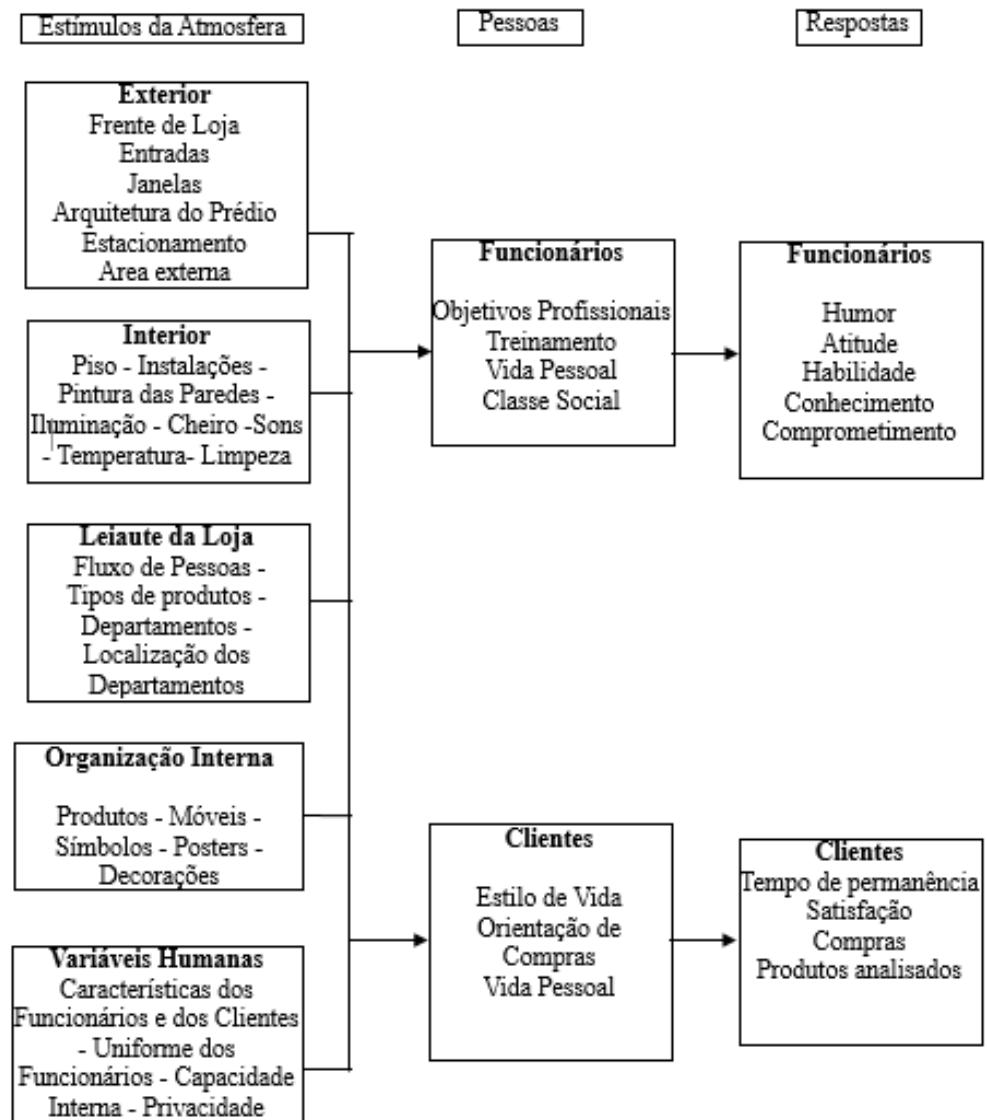 Estímulos da Atmosfera
Pessoas
Respostas
Exterior
Frente de Loja
Entradas
Janelas
Arquitetura do Prédio
Estacionamento
Area externa
Interior
Piso - Instalações -
Pintura das Paredes -
Iluminação - Cheiro -Sons
- Temperatura- Limpeza
Leiaute da Loja
Fluxo de Pessoas -
Tipos de produtos -
Departamentos -
Localização dos
Departamentos
Organização Interna
Produtos - Móveis -
Símbolos - Posters -
Decorações
Variáveis Humanas
Características dos
Funcionários e dos Clientes
- Uniforme dos
Funcionários - Capacidade
Interna - Privacidade
Funcionários
Objetivos Profissionais
Treinamento
Vida Pessoal
Classe Social
Clientes
Estilo de Vida
Orientação de
Compras
Vida Pessoal
Funcionários
Humor
Atitude
Habilidade
Conhecimento
Comprometimento
Clientes
Tempo de permanência
Satisfação
Compras
Produtos analisados